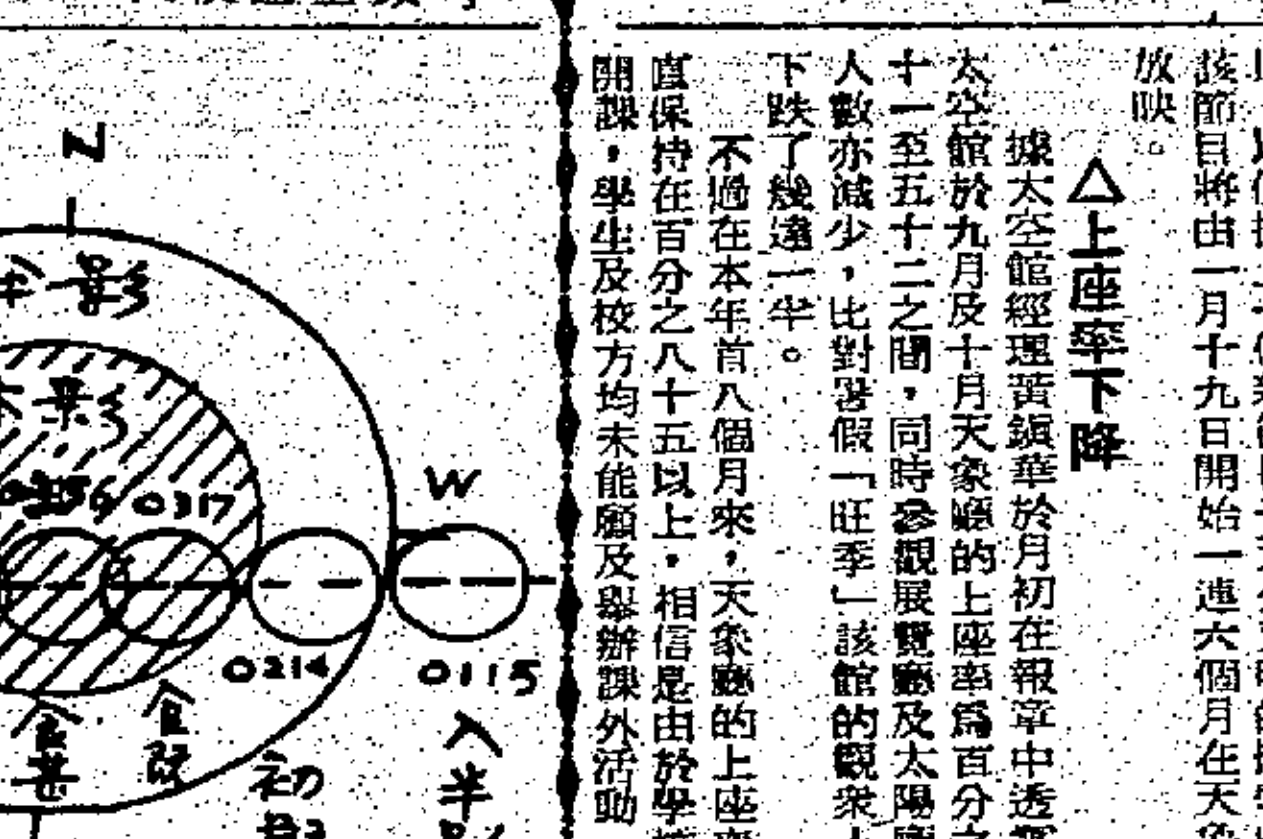 該節目將由一月十九日開始一連六個月在天
放映。
△上座率下降
據太空館經理黃鎮華於月初在報章中透
太空館於九月及十月天象廳的上座率爲百分之
十一至五十二之間，同時參觀展覽廳及太陽廳
人數亦減少，比對暑假「旺季」該館的觀衆
下跌了幾達一半。
不過在本年首八個月來，天象廳的上座
直保持在百分之八十五以上，相信是由於學
開課，學生及校方均未能顧及舉辦課外活動
N
半影
本影
W
0317
0214
0115
食甚
食既
初
入半